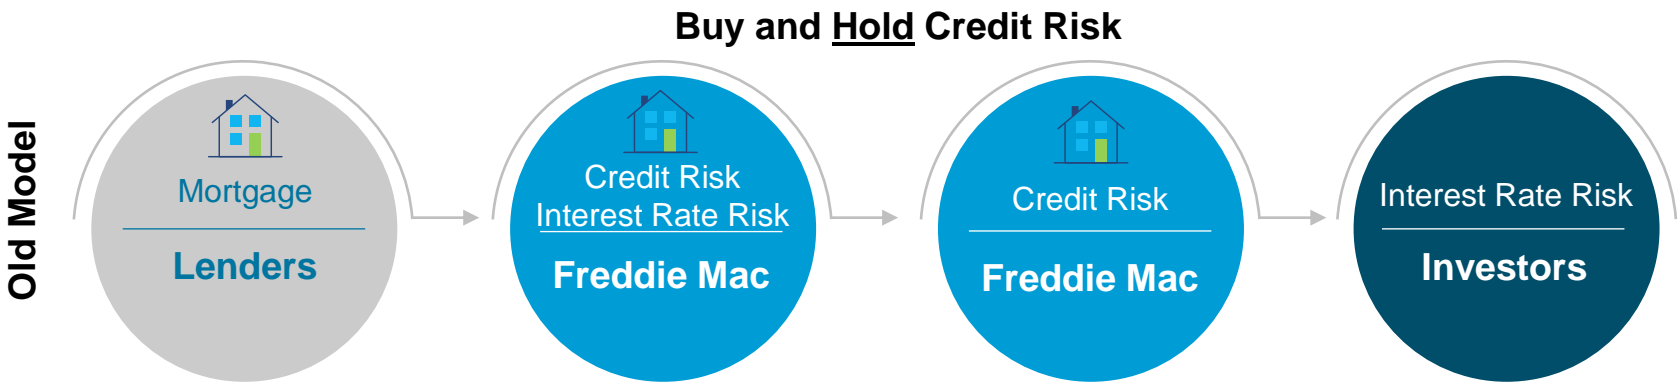 Buy and Hold Credit Risk
Old Model
Mortgage
Lenders
Credit Risk
Interest Rate Risk
Freddie Mac
Credit Risk
Freddie Mac
Interest Rate Risk
Investors